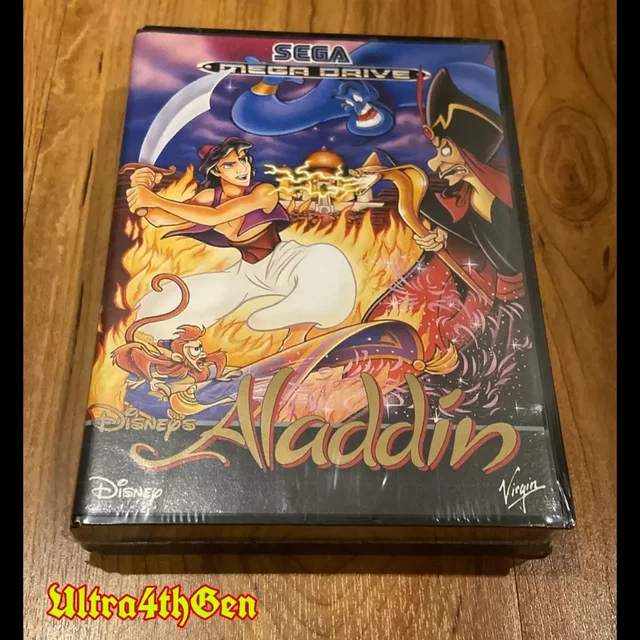 SEGA
MEGA DRIVE
DISNEY'S
Aladdin
DISNEY
Virgin
Ultra4thGen